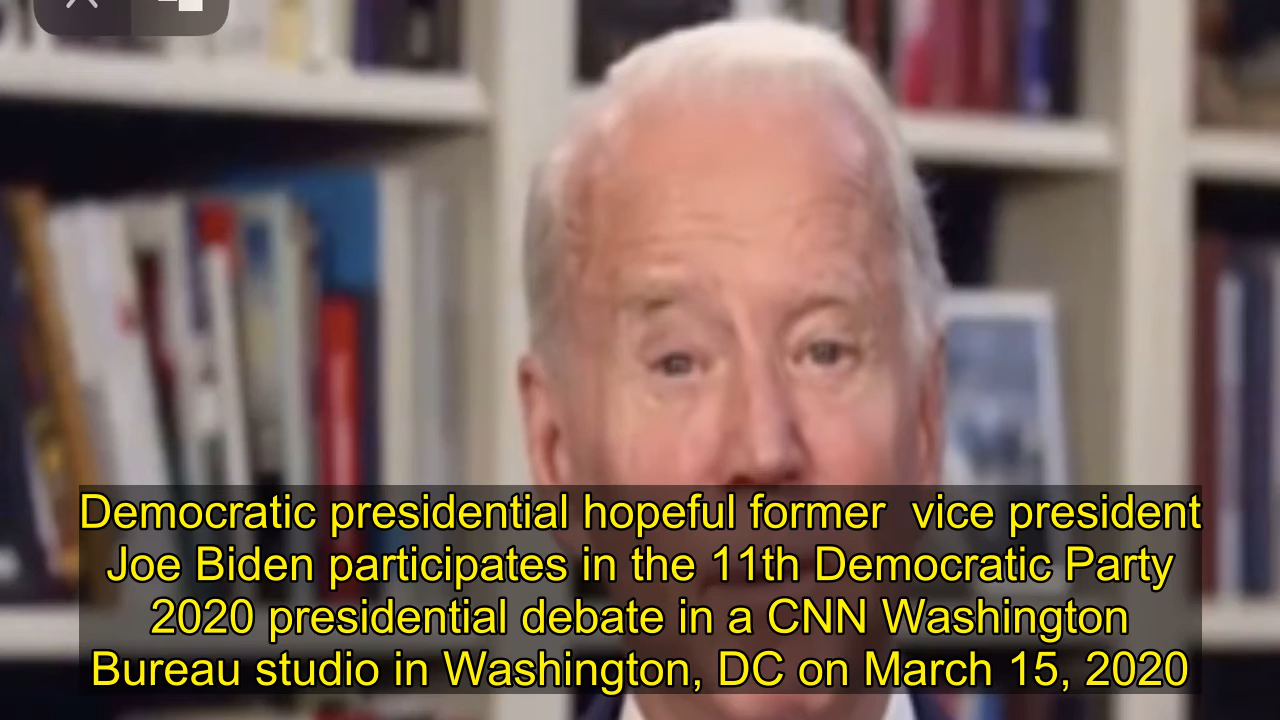 Democratic presidential hopeful former  vice president
Joe Biden participates in the 11th Democratic Party
2020 presidential debate in a CNN Washington
Bureau studio in Washington, DC on March 15, 2020